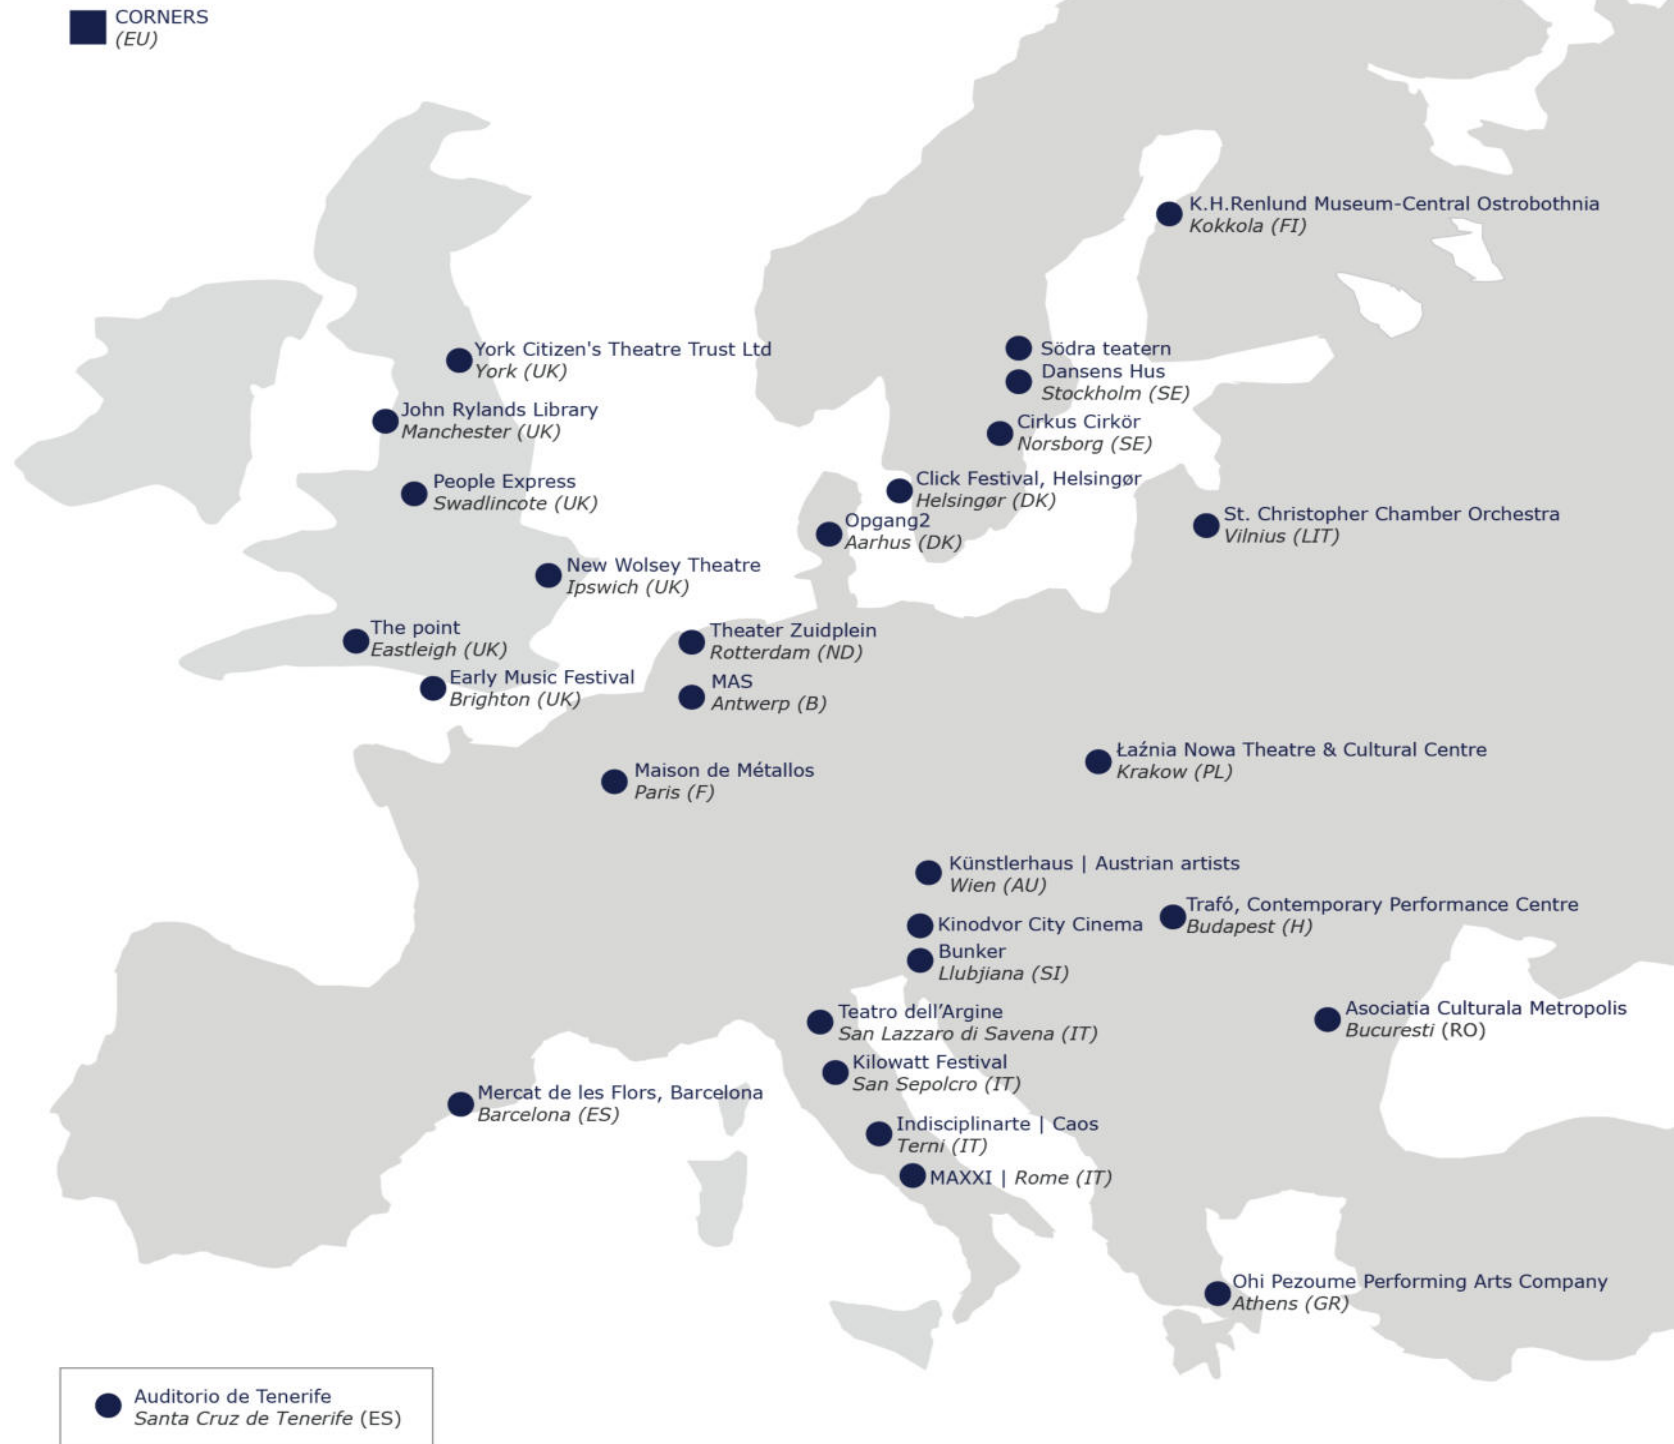 CORNERS
(EU)
K.H.Renlund Museum-Central Ostrobothnia
Kokkola (FI)
York Citizen's Theatre Trust Ltd
York (UK)
Södra teatern
Dansens Hus
Stockholm (SE)
John Rylands Library
Manchester (UK)
Cirkus Cirkör
Norsborg (SE)
People Express
Swadlincote (UK)
Click Festival, Helsingør
Helsingør (DK)
Opgang2
Aarhus (DK)
St. Christopher Chamber Orchestra
Vilnius (LIT)
New Wolsey Theatre
Ipswich (UK)
The point
Eastleigh (UK)
Theater Zuidplein
Rotterdam (ND)
Early Music Festival
Brighton (UK)
MAS
Antwerp (B)
Łaźnia Nowa Theatre & Cultural Centre
Krakow (PL)
Maison de Métallos
Paris (F)
Künstlerhaus | Austrian artists
Wien (AU)
Trafó, Contemporary Performance Centre
Budapest (H)
Kinodvor City Cinema
Bunker
Llubjiana (SI)
Teatro dell’Argine
San Lazzaro di Savena (IT)
Asociatia Culturala Metropolis
Bucuresti (RO)
Kilowatt Festival
San Sepolcro (IT)
Mercat de les Flors, Barcelona
Barcelona (ES)
Indisciplinarte | Caos
Terni (IT)
MAXXI | Rome (IT)
Ohi Pezoume Performing Arts Company
Athens (GR)
Auditorio de Tenerife
Santa Cruz de Tenerife (ES)